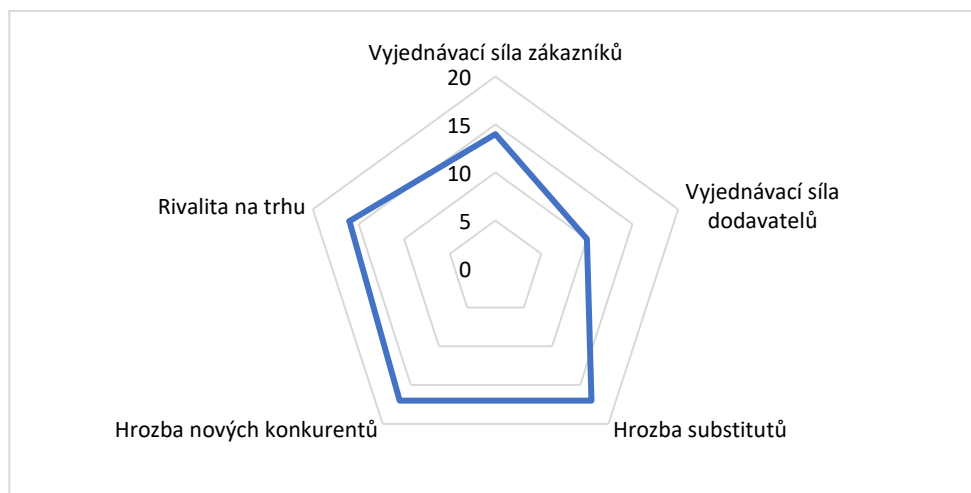 Vyjednávací síla zákazníků
20
15
10
5
0
Vyjednávací síla
dodavatelů
Rivalita na trhu
Hrozba nových konkurentů
Hrozba substitutů